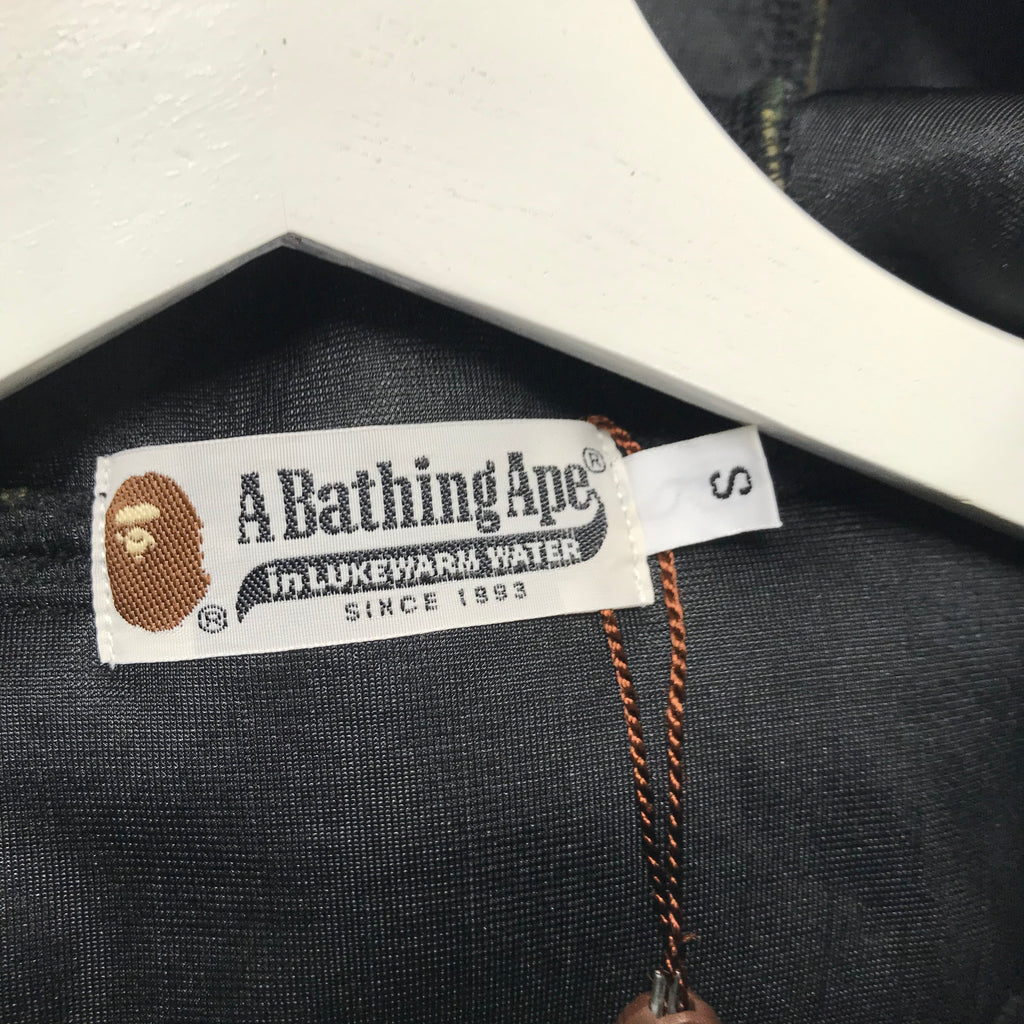 A Bathing Ape®
in LUKEWARM WATER
SINCE 1993
®
S